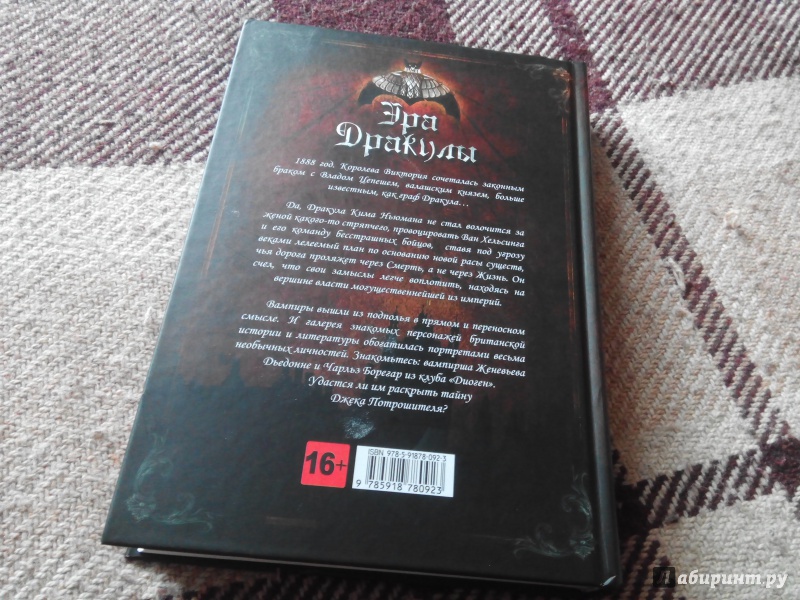 Эра
Дракулы
1888 год. Королева Виктория сочеталась законным
браком с Владом Цепешем, валашским князем, больше
известным, как граф Дракула…
Да, Дракула Кима Ньюмана не стал волочится за
женой какого-то стряпчего, провоцировать Ван Хельсинга
и его команду бесстрашных бойцов, ставя под угрозу
веками лелеемый план по основанию новой расы существ,
чья дорога проляжет через Смерть, а не через Жизнь. Он
счел, что свои замыслы легче воплотить, находясь на
вершине власти могущественнейшей из империй.
Вампиры вышли из подполья в прямом и переносном
смысле. И галерея знакомых персонажей британской
истории и литературы обогатилась портретами весьма
необычных личностей. Знакомьтесь: вампирша Женевьева
Дьедонне и Чарльз Борегар из клуба «Диоген».
Удастся ли им раскрыть тайну
Джека Потрошителя?
16+
ISBN 978-5-91878-092-3
9 785918 780923
Лабиринт.ру